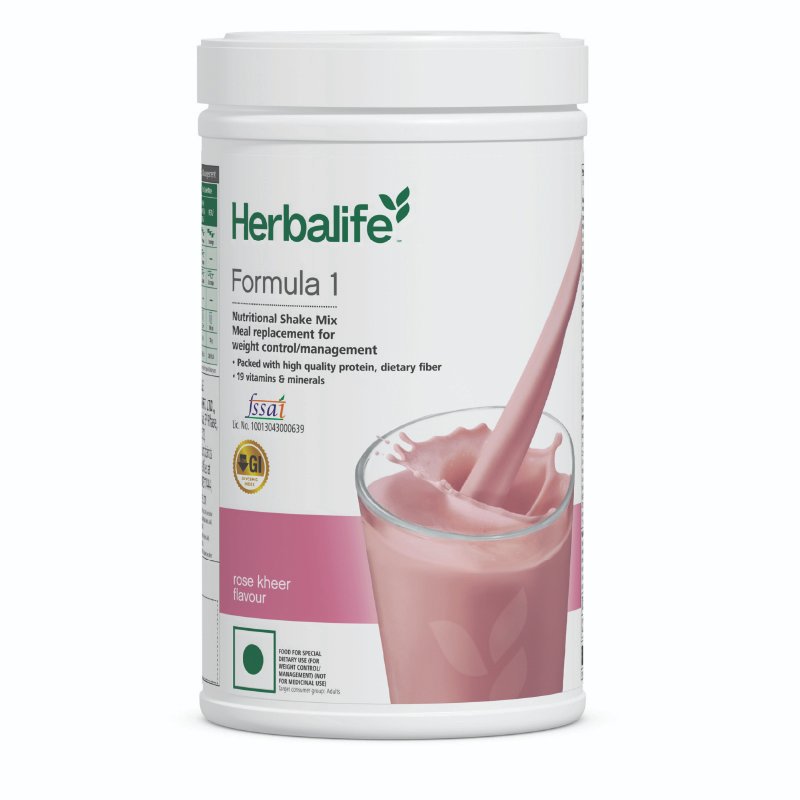 Herbalife
Formula 1
Nutritional Shake Mix
Meal replacement for
weight control/management
• Packed with high quality protein, dietary fiber
• 19 vitamins & minerals
fssai
Lic. No. 10013043000639
GI
GLYCEMIC
INDEX
rose kheer
flavour
FOOD FOR SPECIAL
DIETARY USE (FOR
WEIGHT CONTROL/
MANAGEMENT) (NOT
FOR MEDICINAL USE)
Target consumer group: Adults